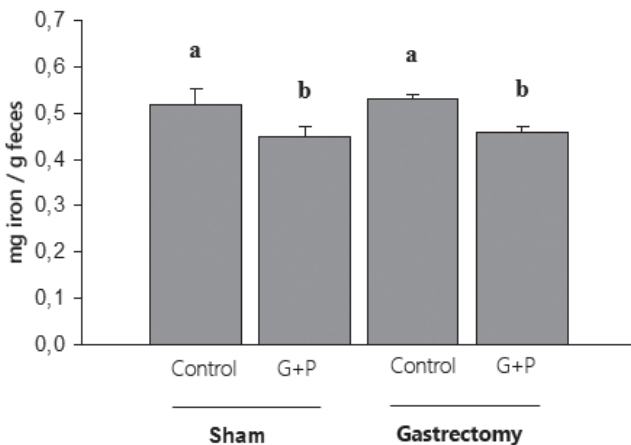 mg iron / g feces
0,7
0,6
0,5
0,4
0,3
0,2
0,1
0,0
a b a b
Control G+P Control G+P
Sham Gastrectomy